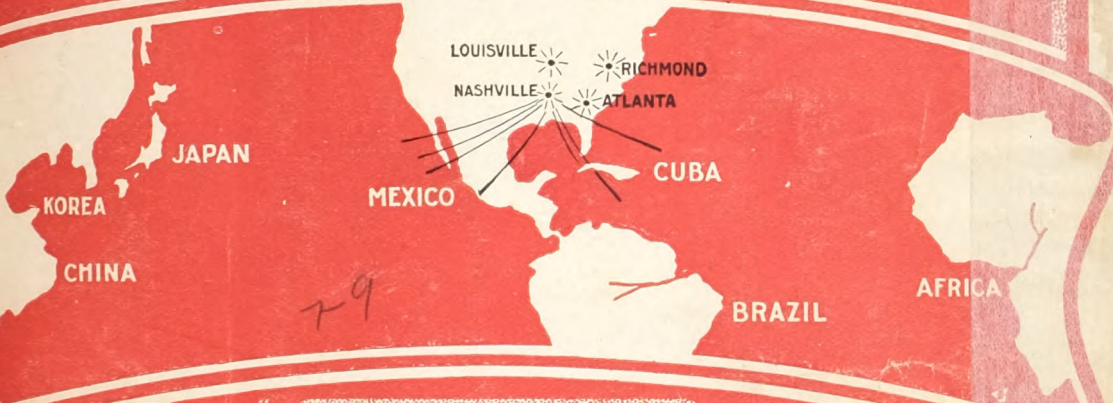 LOUISVILLE
RICHMOND
NASHVILLE
ATLANTA
JAPAN
CUBA
MEXICO
KOREA
CHINA
AFRICA
BRAZIL